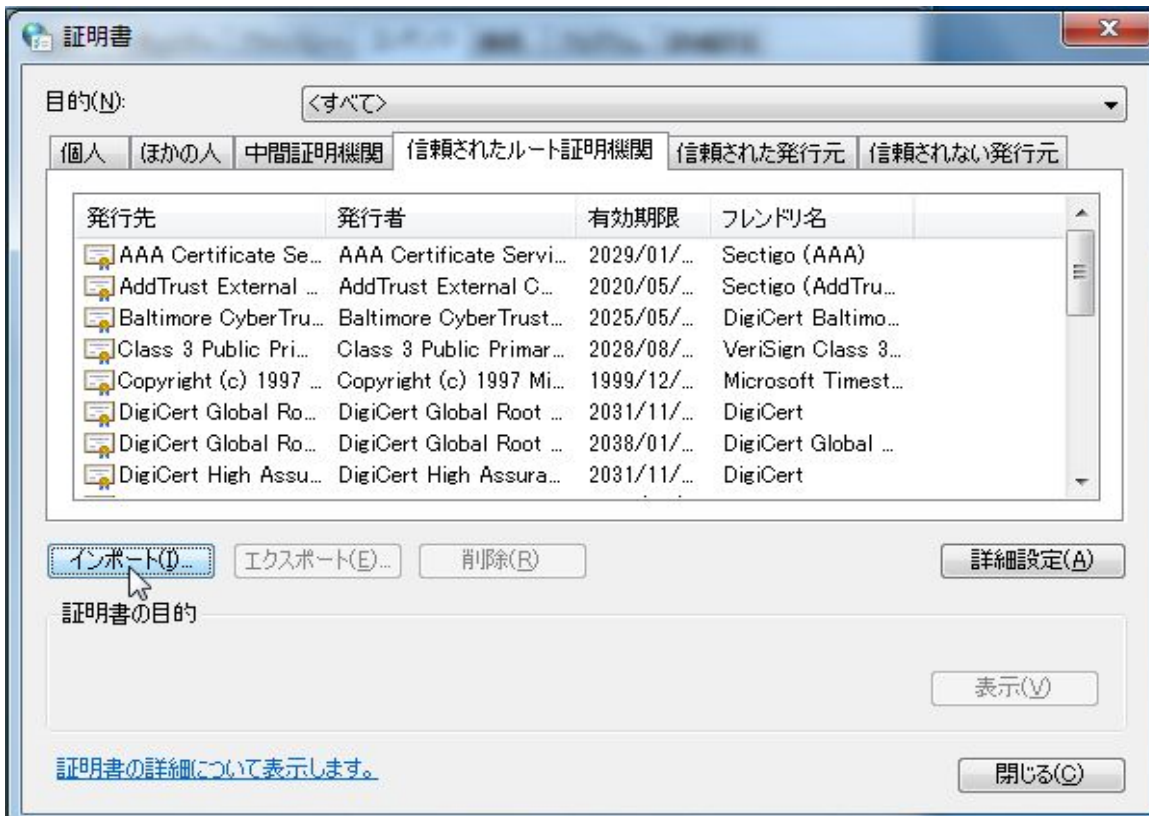 証明書
目的(N):
<すべて>
個人 ほかの人 中間証明機関 信頼されたルート証明機関 信頼された発行元 信頼されない発行元
発行先 発行者 有効期限 フレンドリ名
AAA Certificate Se... AAA Certificate Servi... 2029/01/... Sectigo (AAA)
AddTrust External ... AddTrust External C... 2020/05/... Sectigo (AddTru...
Baltimore CyberTru... Baltimore CyberTrust... 2025/05/... DigiCert Baltimo...
Class 3 Public Pri... Class 3 Public Primar... 2028/08/... VeriSign Class 3...
Copyright (c) 1997 ... Copyright (c) 1997 Mi... 1999/12/... Microsoft Timest...
DigiCert Global Ro... DigiCert Global Root ... 2031/11/... DigiCert
DigiCert Global Ro... DigiCert Global Root ... 2038/01/... DigiCert Global ...
DigiCert High Assu... DigiCert High Assura... 2031/11/... DigiCert
インポート(I)... エクスポート(E)... 削除(R) 詳細設定(A)
証明書の目的
表示(V)
証明書の詳細について表示します。
閉じる(C)